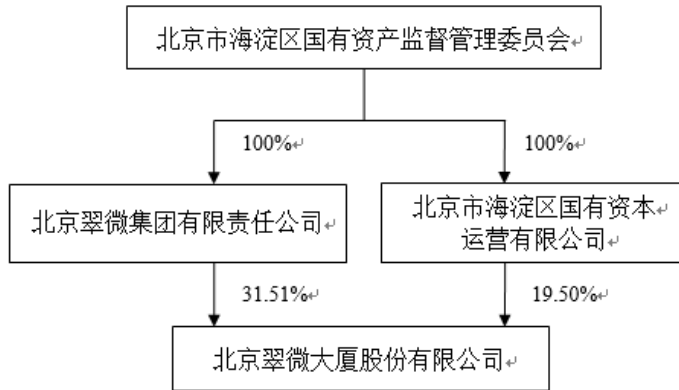 北京市海淀区国有资产监督管理委员会
100%
100%
北京翠微集团有限责任公司
北京市海淀区国有资本
运营有限公司
31.51%
19.50%
北京翠微大厦股份有限公司